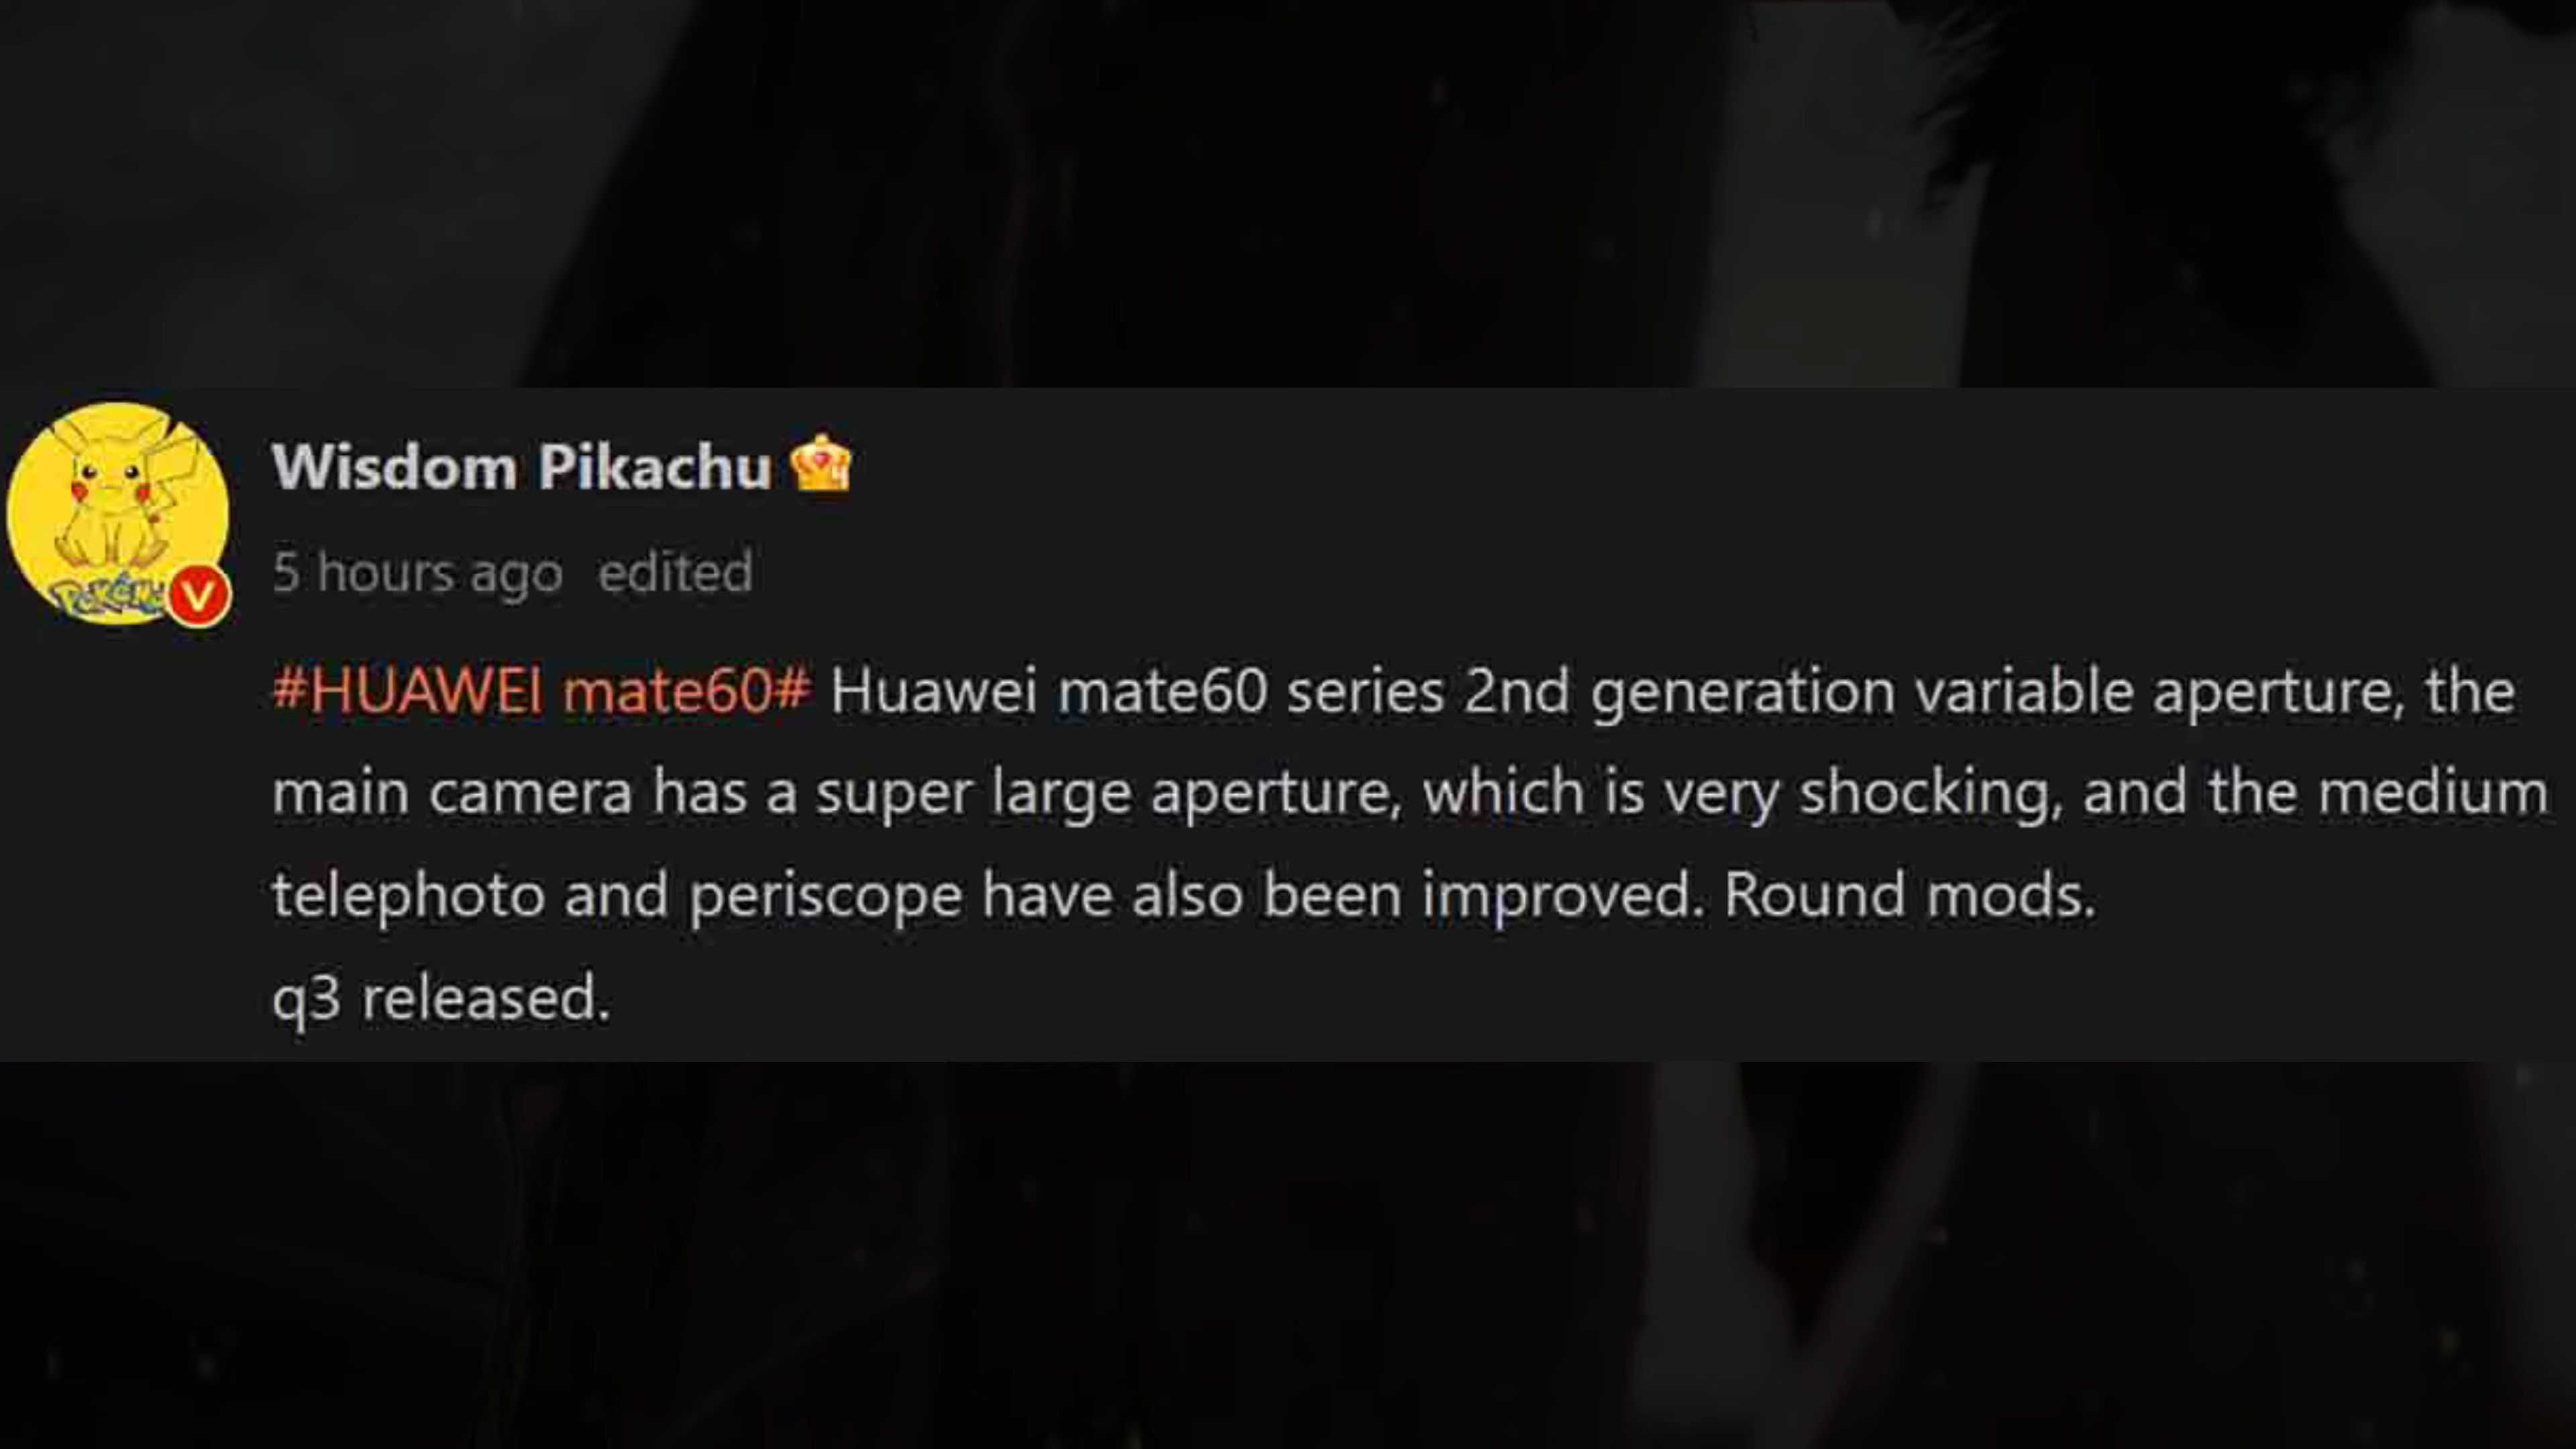 Wisdom Pikachu
5 hours ago edited
#HUAWEI mate60# Huawei mate60 series 2nd generation variable aperture, the
main camera has a super large aperture, which is very shocking, and the medium
telephoto and periscope have also been improved. Round mods.
q3 released.
V